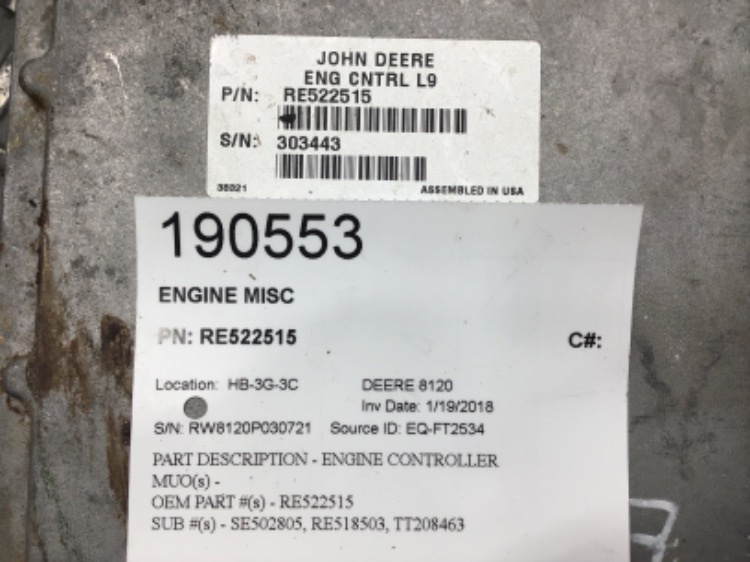 JOHN DEERE
ENG CNTRL L9
P/N: RE522515
S/N: 303443
36021 ASSEMBLED IN USA
190553
ENGINE MISC
PN: RE522515 C#:
Location: HB-3G-3C DEERE 8120
Inv Date: 1/19/2018
S/N: RW8120P030721 Source ID: EQ-FT2534
PART DESCRIPTION - ENGINE CONTROLLER
MUO(s) -
OEM PART #(s) - RE522515
SUB #(s) - SE502805, RE518503, TT208463